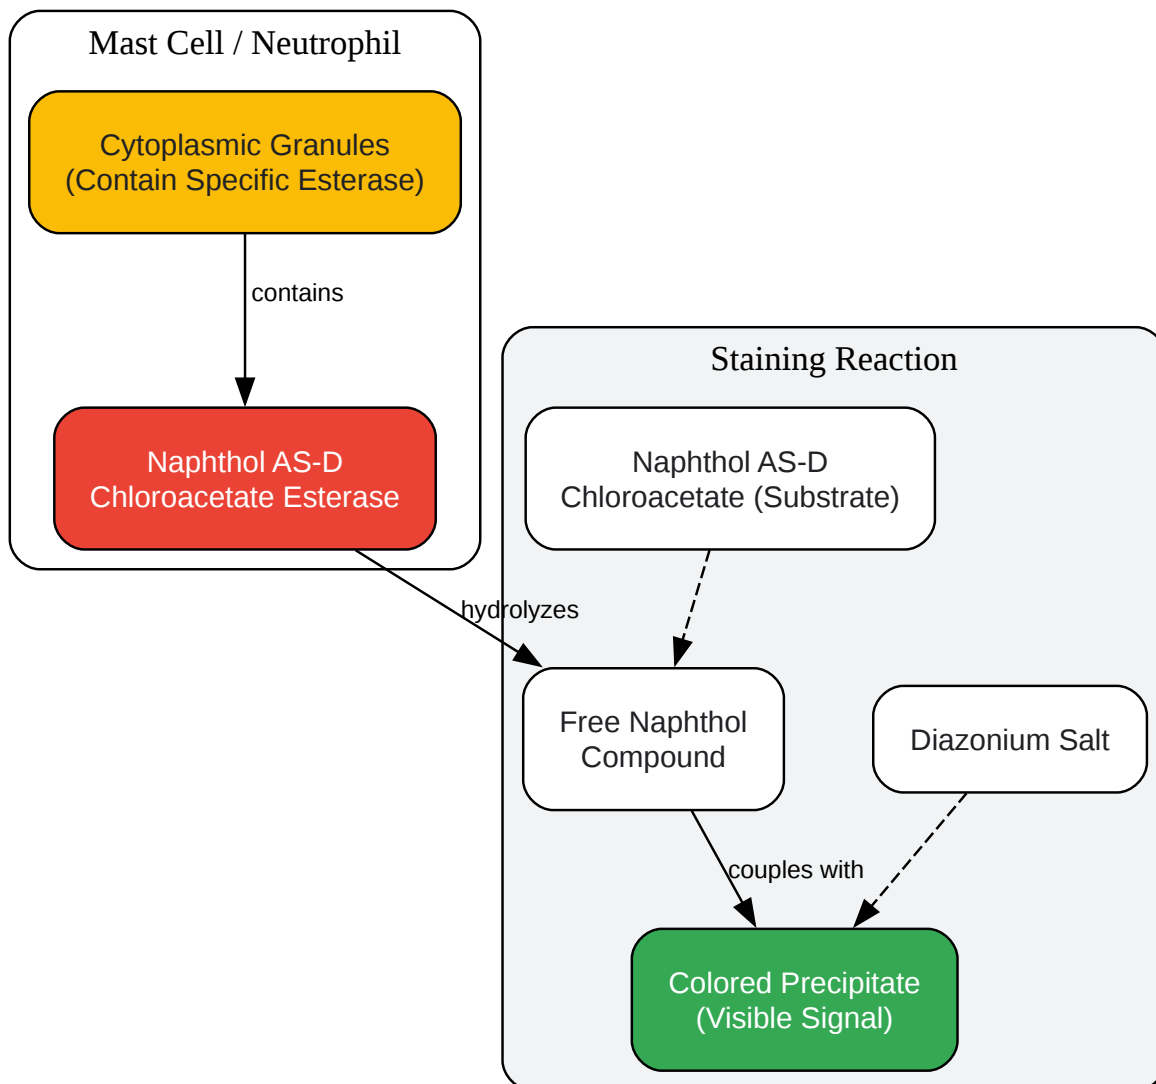 Mast Cell / Neutrophil
Cytoplasmic Granules
(Contain Specific Esterase)
contains
Naphthol AS-D
Chloroacetate Esterase
Staining Reaction
Naphthol AS-D
Chloroacetate (Substrate)
hydrolyzes
Free Naphthol
Compound
Diazonium Salt
couples with
Colored Precipitate
(Visible Signal)